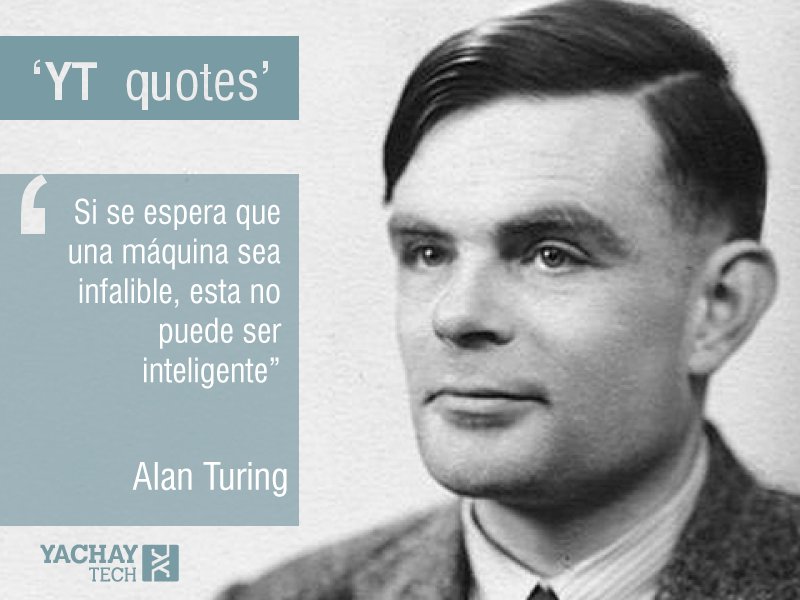 ‘YT quotes’
‘ Si se espera que
una máquina sea
infalible, esta no
puede ser
inteligente”
Alan Turing
YACHAY
TECH